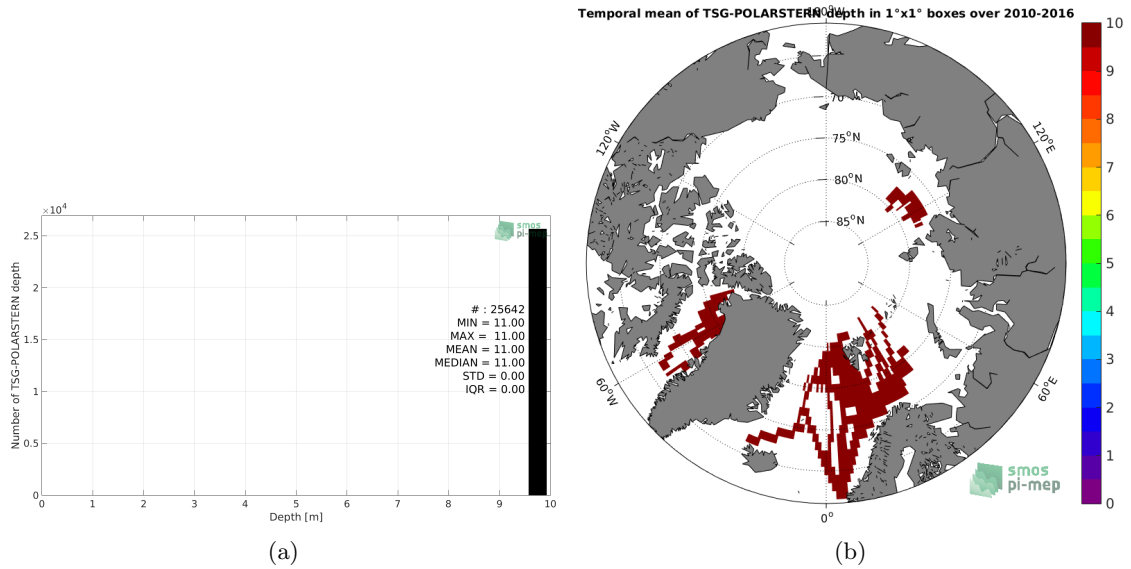 Temporal mean of TSG-POLARSTERN depth in 1°x1° boxes over 2010-2016
180°W
×10⁴
2.5
2
1.5
1
0.5
0
Number of TSG-POLARSTERN depth
smos
pi-mep
# : 25642
MIN = 11.00
MAX = 11.00
MEAN = 11.00
MEDIAN = 11.00
STD = 0.00
IQR = 0.00
0 1 2 3 4 5 6 7 8 9 10
Depth [m]
(a)
120°W
120°E
70°N
75°N
80°N
85°N
60°W
60°E
0°
smos
pi-mep
10
9
8
7
6
5
4
3
2
1
0
(b)